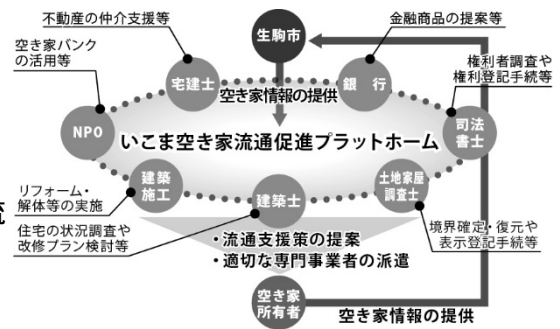 不動産の仲介支援等
生駒市
金融商品の提案等
空き家バンク
の活用等
宅建士
空き家情報の提供
銀 行
権利者調査や
権利登記手続等
NPO
いこま空き家流通促進プラットホーム
司法
書士
リフォーム・
解体等の実施
建築
施工
建築士
土地家屋
調査士
住宅の状況調査や
改修プラン検討等
・流通支援策の提案
・適切な専門事業者の派遣
境界確定・復元や
表示登記手続等
空き家
所有者
空き家情報の提供